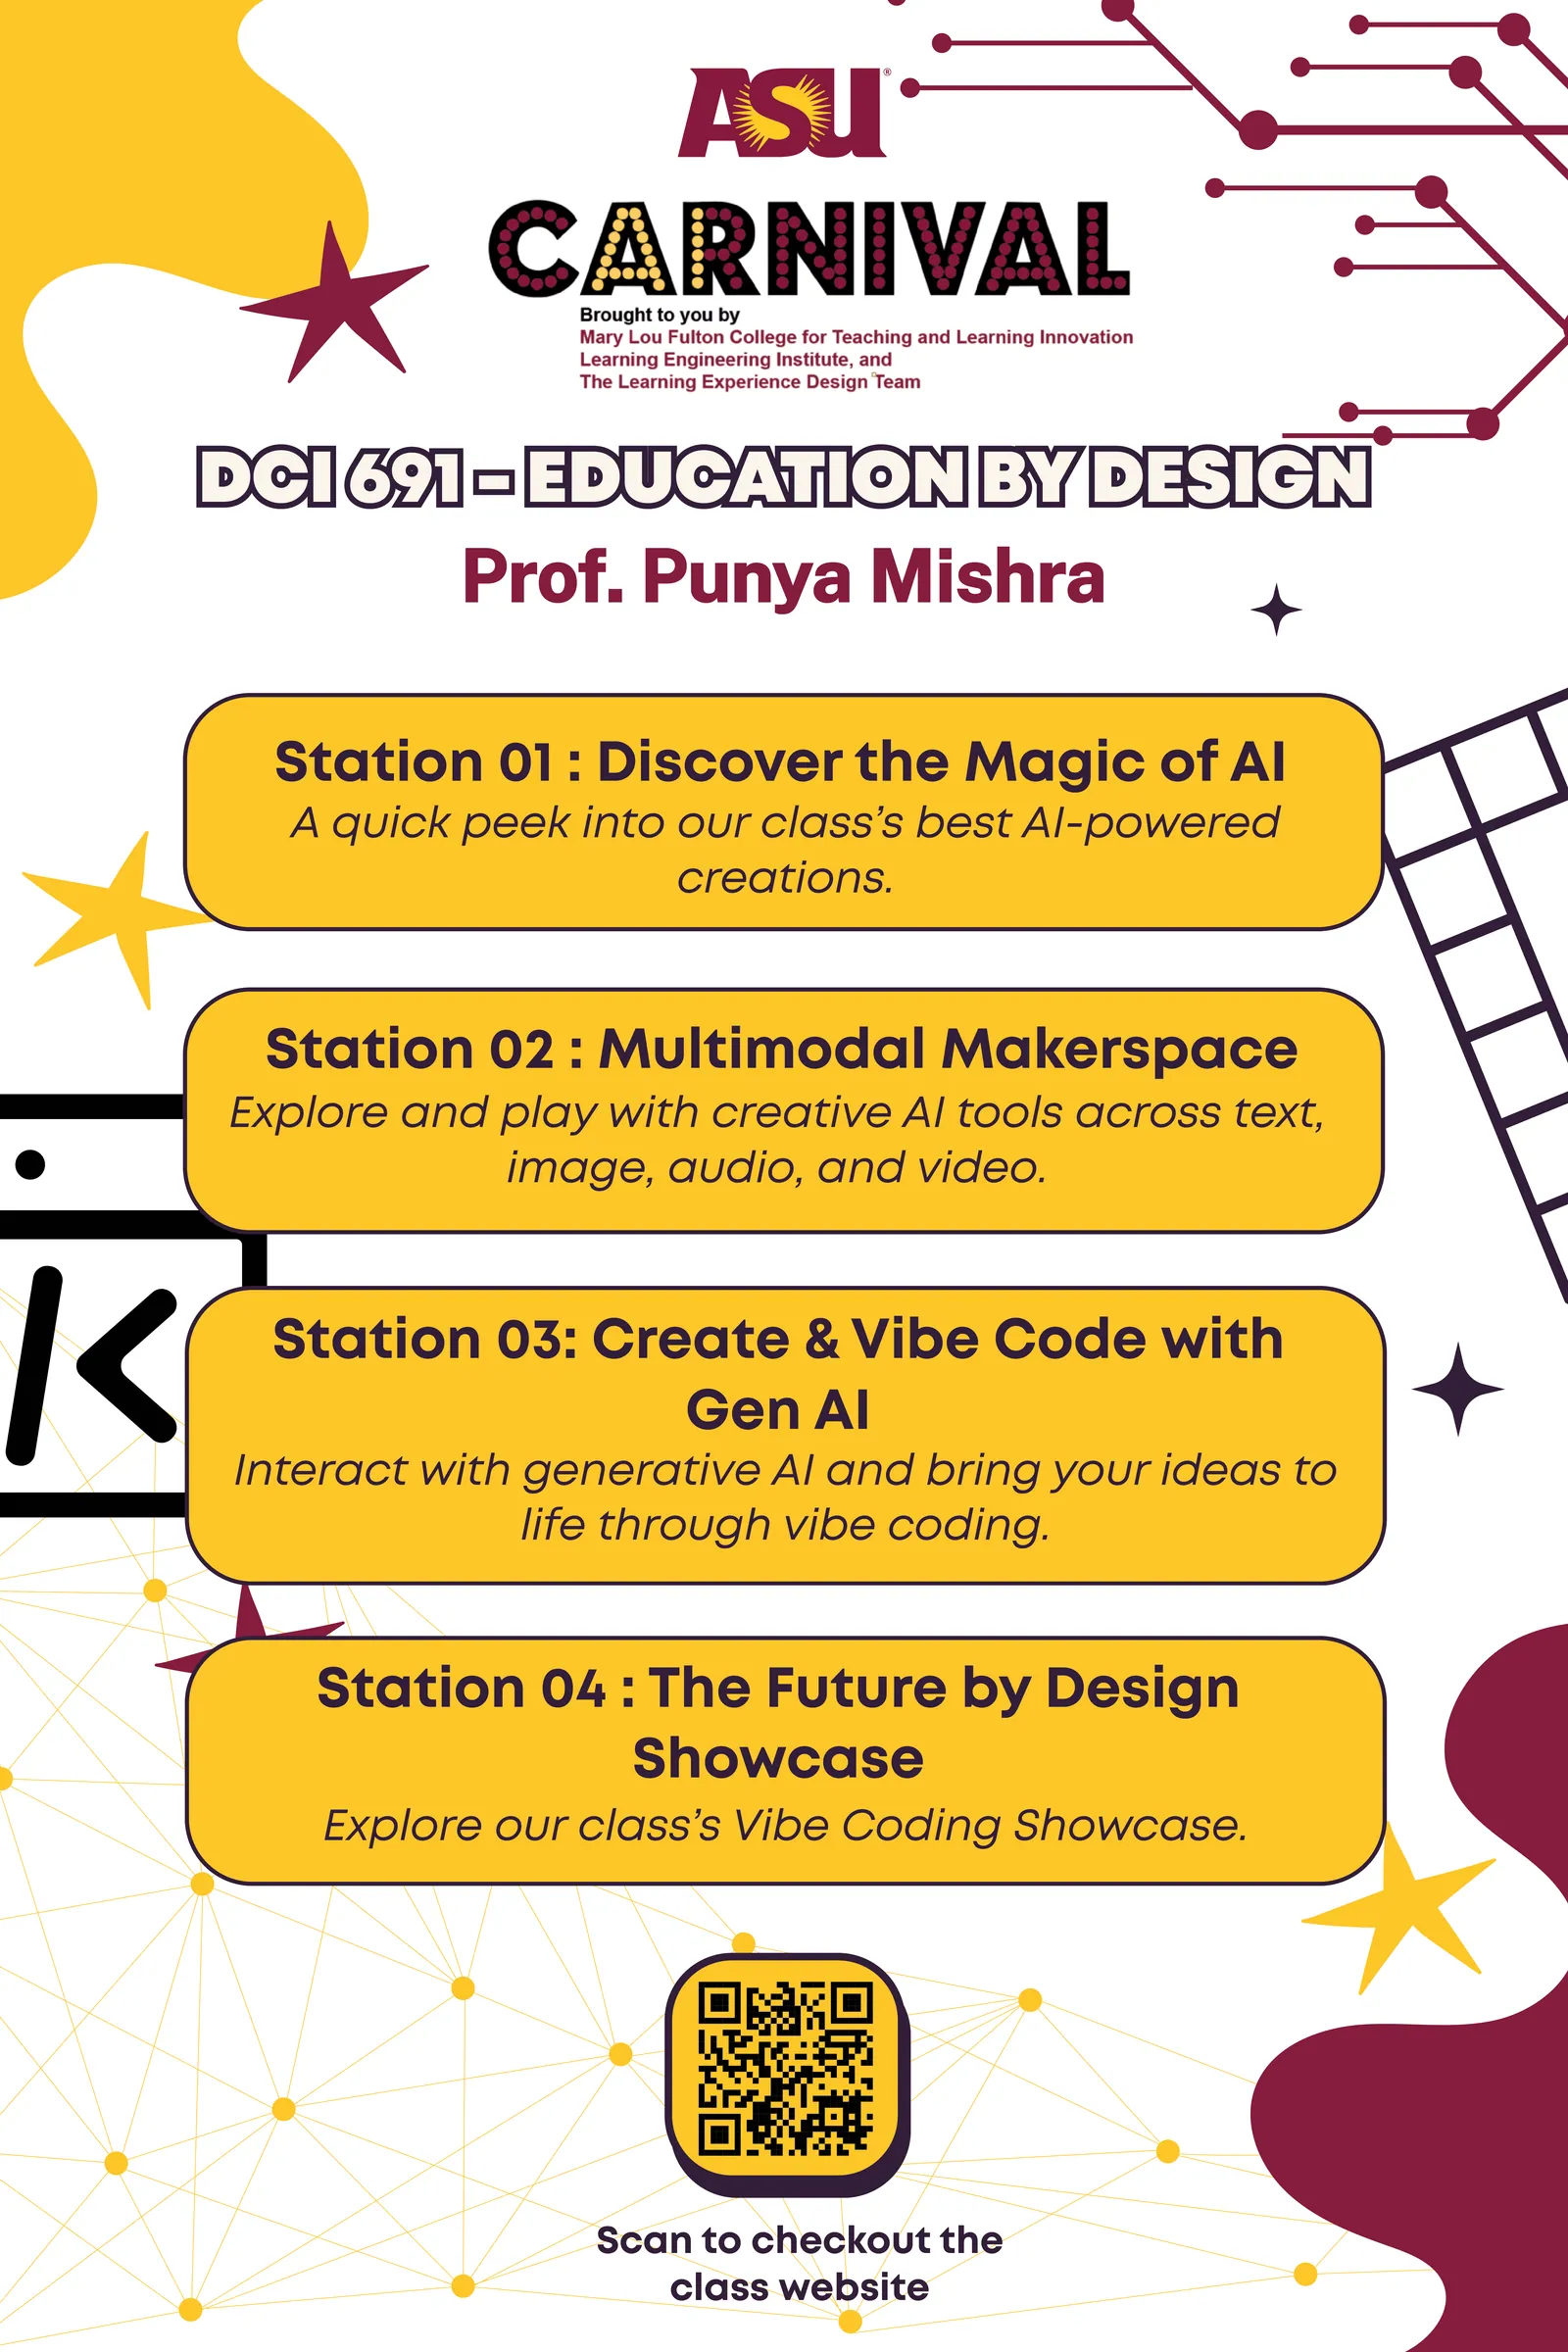 ASU®
CARNIVAL
Brought to you by
Mary Lou Fulton College for Teaching and Learning Innovation
Learning Engineering Institute, and
The Learning Experience Design Team
DCI 691 – EDUCATION BY DESIGN
Prof. Punya Mishra
Station 01 : Discover the Magic of AI
A quick peek into our class’s best AI-powered
creations.
Station 02 : Multimodal Makerspace
Explore and play with creative AI tools across text,
image, audio, and video.
Station 03: Create & Vibe Code with
Gen AI
Interact with generative AI and bring your ideas to
life through vibe coding.
Station 04 : The Future by Design
Showcase
Explore our class’s Vibe Coding Showcase.
Scan to checkout the
class website